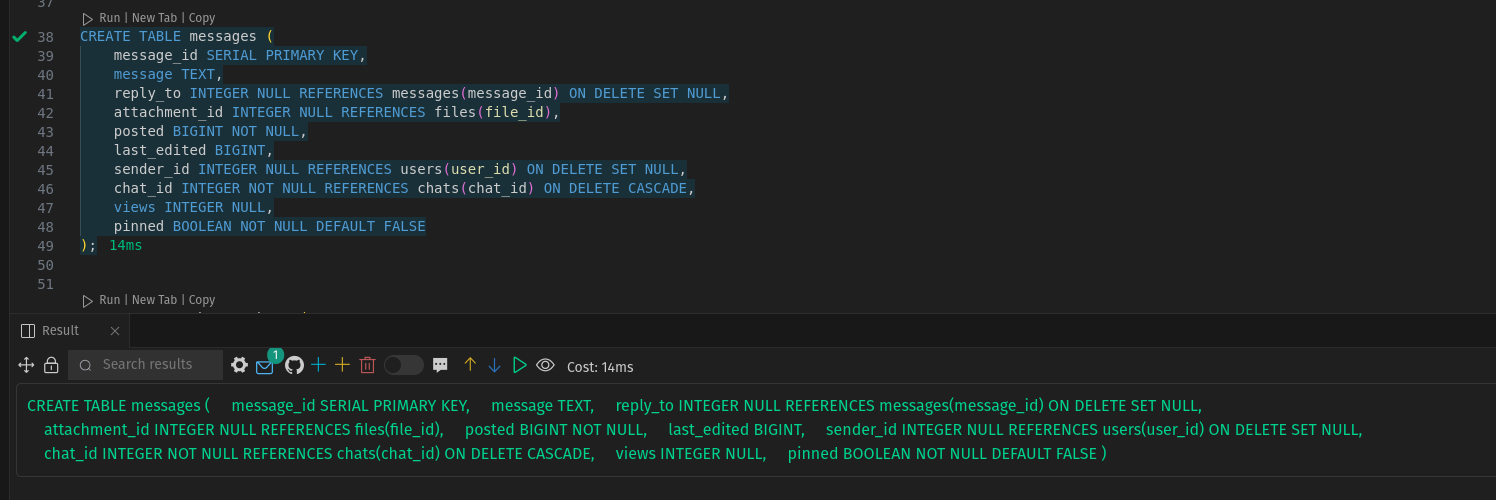 37
Run | New Tab | Copy
38 CREATE TABLE messages (
39 message_id SERIAL PRIMARY KEY,
40 message TEXT,
41 reply_to INTEGER NULL REFERENCES messages(message_id) ON DELETE SET NULL,
42 attachment_id INTEGER NULL REFERENCES files(file_id),
43 posted BIGINT NOT NULL,
44 last_edited BIGINT,
45 sender_id INTEGER NULL REFERENCES users(user_id) ON DELETE SET NULL,
46 chat_id INTEGER NOT NULL REFERENCES chats(chat_id) ON DELETE CASCADE,
47 views INTEGER NULL,
48 pinned BOOLEAN NOT NULL DEFAULT FALSE
49 ); 14ms
50
51
Run | New Tab | Copy
Result
Search results 1 Cost: 14ms
CREATE TABLE messages ( message_id SERIAL PRIMARY KEY, message TEXT, reply_to INTEGER NULL REFERENCES messages(message_id) ON DELETE SET NULL,
attachment_id INTEGER NULL REFERENCES files(file_id), posted BIGINT NOT NULL, last_edited BIGINT, sender_id INTEGER NULL REFERENCES users(user_id) ON DELETE SET NULL,
chat_id INTEGER NOT NULL REFERENCES chats(chat_id) ON DELETE CASCADE, views INTEGER NULL, pinned BOOLEAN NOT NULL DEFAULT FALSE )